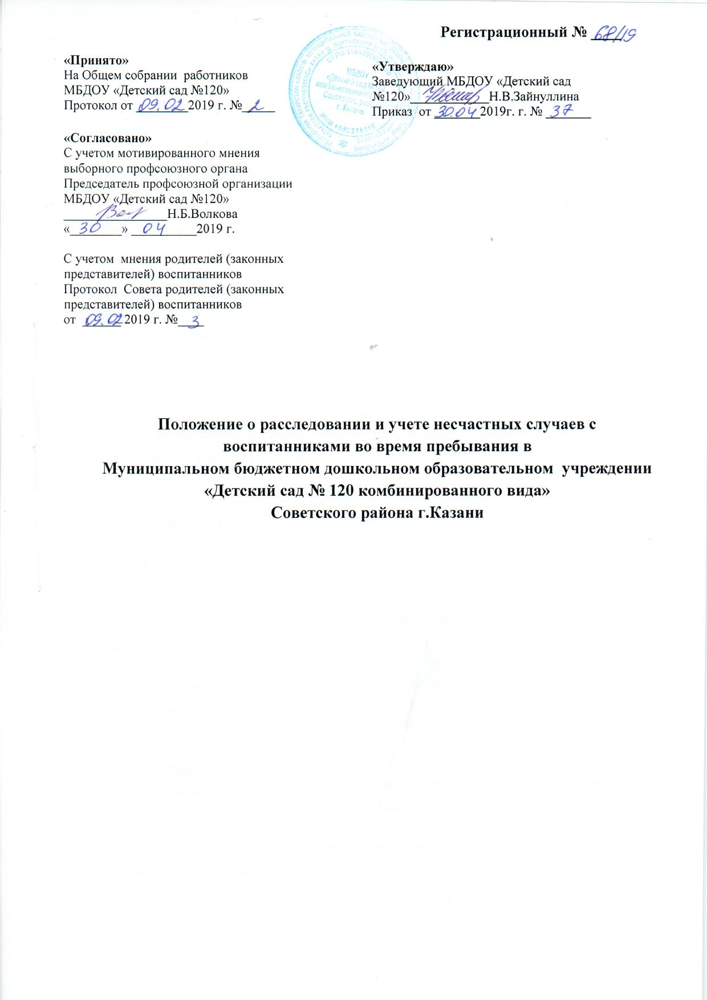 Регистрационный № 68/19
«Принято»
На Общем собрании работников
МБДОУ «Детский сад №120»
Протокол от 09.02 2019 г. № 2
«Утверждаю»
Заведующий МБДОУ «Детский сад
№120»____________Н.В.Зайнуллина
Приказ от 30.04 2019г. г. № 37
МБДОУ
«Детский сад № 120
комбинированного
Советского района
г. Казани
«Согласовано»
С учетом мотивированного мнения
выборного профсоюзного органа
Председатель профсоюзной организации
МБДОУ «Детский сад №120»
________________Н.Б.Волкова
«30» 04 2019 г.
С учетом мнения родителей (законных
представителей) воспитанников
Протокол Совета родителей (законных
представителей) воспитанников
от 09.02 2019 г. № 3
Положение о расследовании и учете несчастных случаев с
воспитанниками во время пребывания в
Муниципальном бюджетном дошкольном образовательном учреждении
«Детский сад № 120 комбинированного вида»
Советского района г.Казани